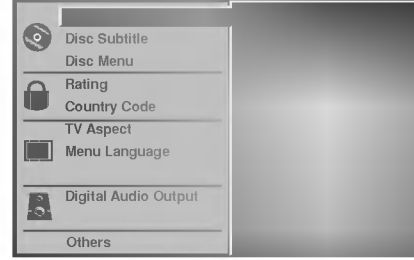 Disc Subtitle
Disc Menu
Rating
Country Code
TV Aspect
Menu Language
Digital Audio Output
Others